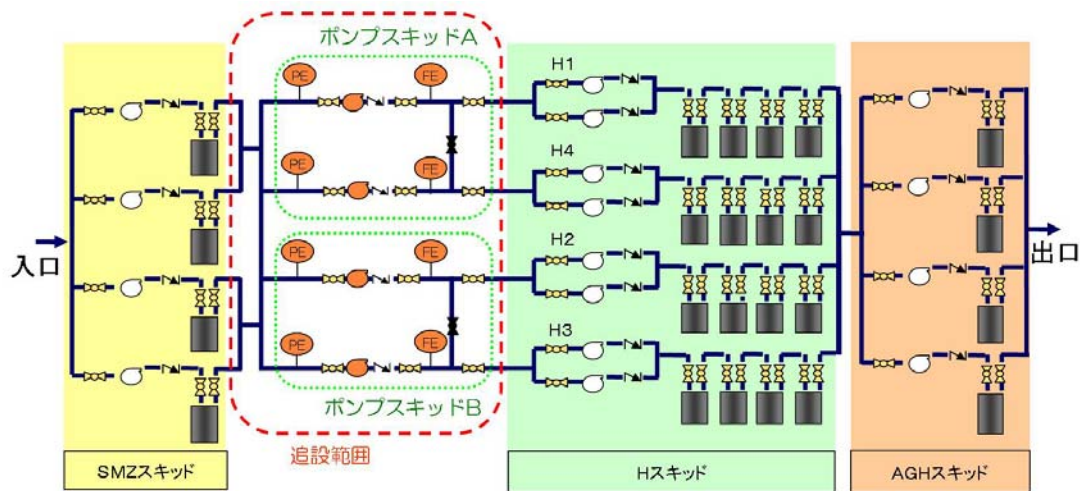 ポンプスキッドA
PE
FE
PE
FE
H1
H4
入口
出口
PE
FE
PE
FE
H2
H3
ポンプスキッドB
追設範囲
SMZスキッド
Hスキッド
AGHスキッド